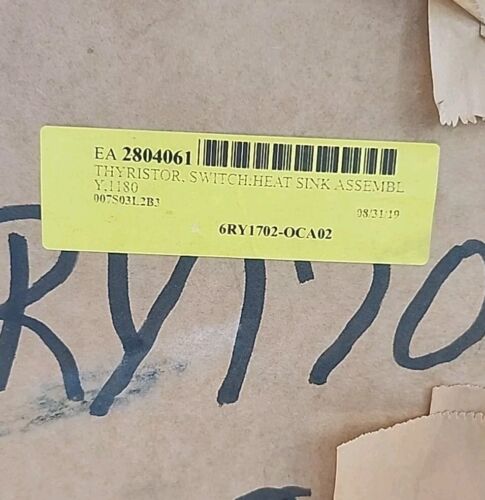 EA 2804061
THYRISTOR, SWITCH:HEAT SINK ASSEMBL
Y,1180
007S03L2B3 08/31/19
6RY1702-OCA02
RY170